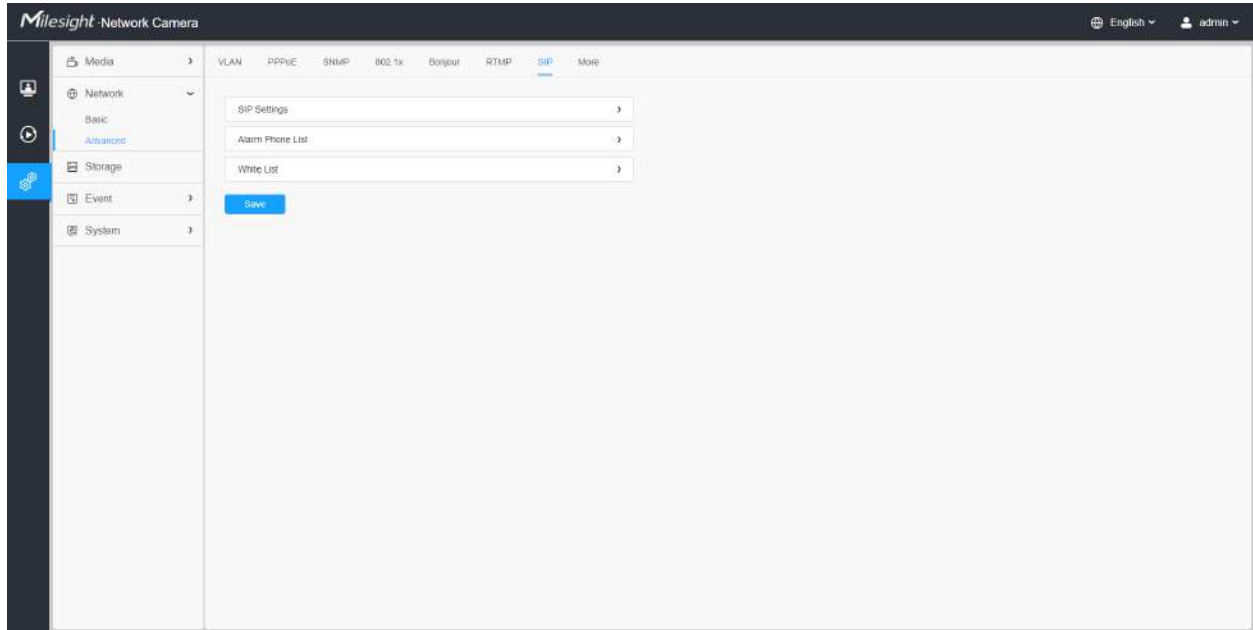 Milesight Network Camera
English
admin
Media
VLAN PPPoE SNMP 802.1x Bonjour RTMP SIP More
Network
Basic
Advanced
Storage
Event
System
SIP Settings
Alarm Phone List
White List
Save